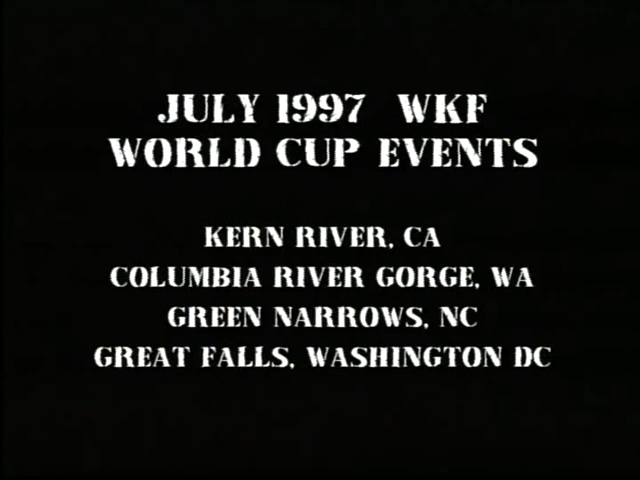 JULY 1997 WKF
WORLD CUP EVENTS
KERN RIVER, CA
COLUMBIA RIVER GORGE, WA
GREEN NARROWS, NC
GREAT FALLS, WASHINGTON DC